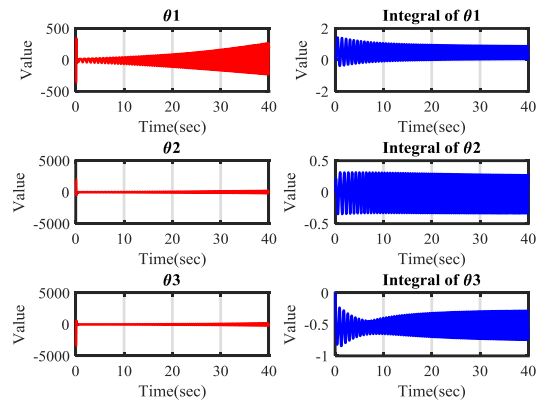 θ1
Value
500
0
-500
0 10 20 30 40
Time(sec)
Integral of θ1
Value
2
0
-2
0 10 20 30 40
Time(sec)
θ2
Value
5000
0
-5000
0 10 20 30 40
Time(sec)
Integral of θ2
Value
0.5
0
-0.5
0 10 20 30 40
Time(sec)
θ3
Value
5000
0
-5000
0 10 20 30 40
Time(sec)
Integral of θ3
Value
0
-0.5
-1
0 10 20 30 40
Time(sec)